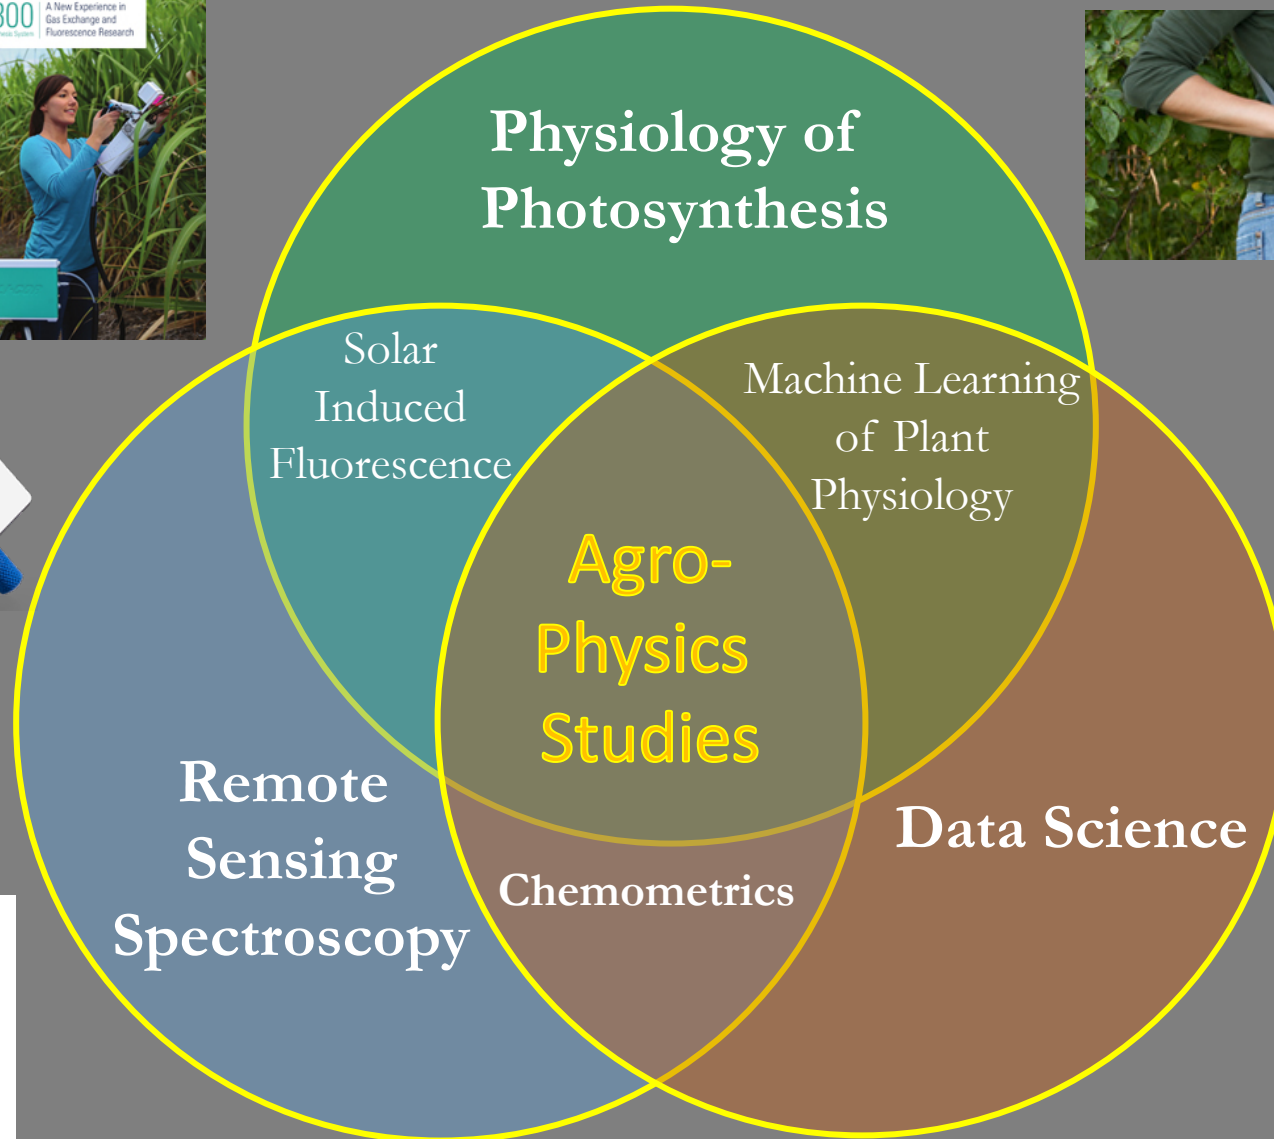 800
A New Experience in
Gas Exchange and
Fluorescence Research
Physiology of
Photosynthesis
Solar
Induced
Fluorescence
Machine Learning
of Plant
Physiology
Agro-
Physics
Studies
Remote
Sensing
Spectroscopy
Data Science
Chemometrics